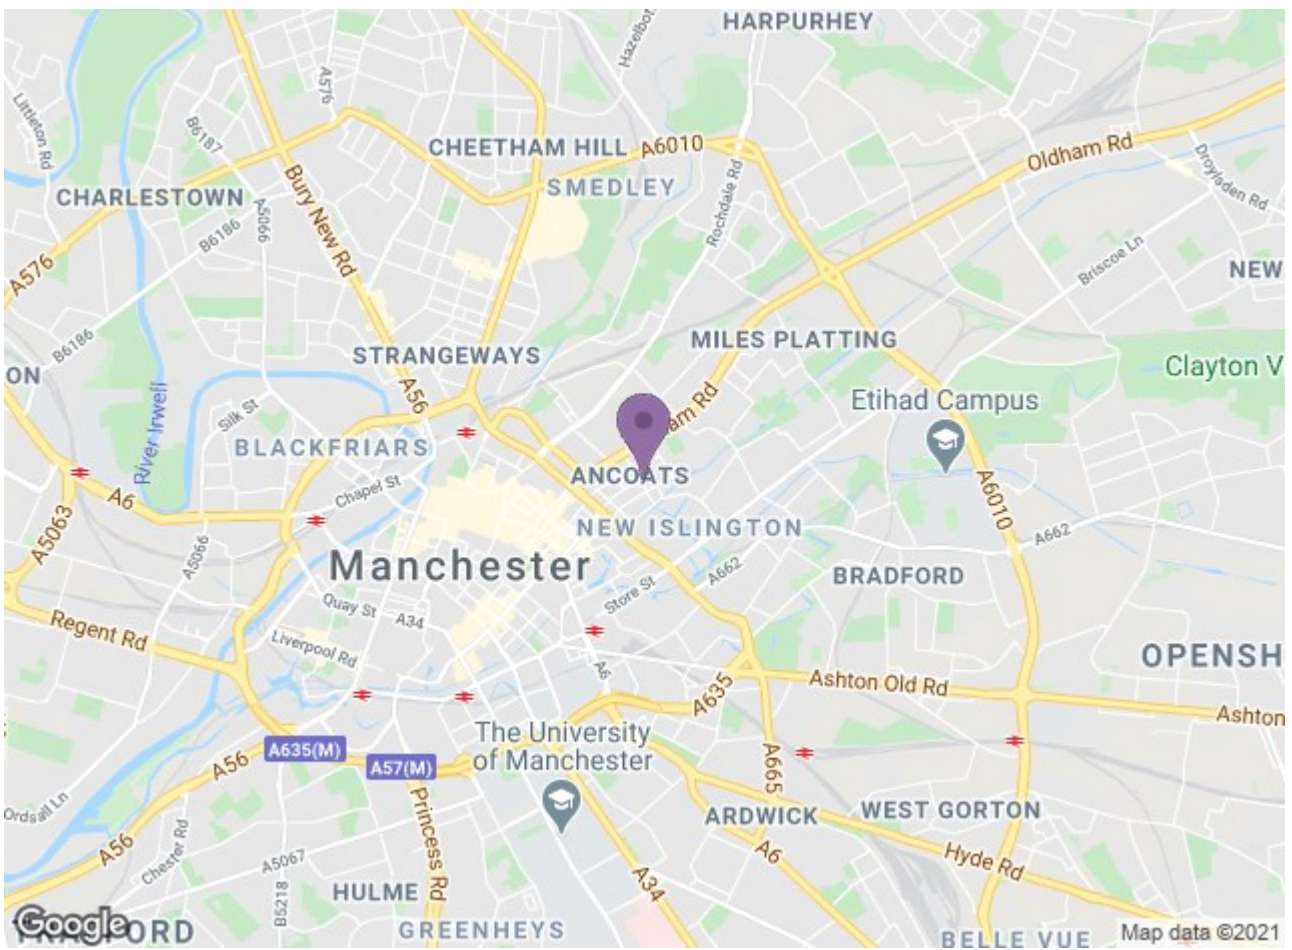 HARPURHEY
Hazelbot
A576
Littleton Rd
B6187
CHEETHAM HILL
A6010
Oldham Rd
Droylsden Rd
SMEDLEY
CHARLESTOWN
Bury New Rd
A5066
B6186
Rochdale Rd
Briscoe Ln
A576
NEW
B6186
STRANGEWAYS
MILES PLATTING
Clayton V
ON
River Irwell
A56
am Rd
Etihad Campus
Silk St
BLACKFRIARS
ANCOATS
Chapel St
A6
A6010
A5063
NEW ISLINGTON
A662
A5066
Manchester
A662
BRADFORD
Store St
Quay St
A34
Regent Rd
Liverpool Rd
OPENSH
A6
Ashton Old Rd
A635
Ashton
The University
of Manchester
A635(M)
A56
A57(M)
A665
Ordsall Ln
Princess Rd
ARDWICK
WEST GORTON
Chester Rd
A56
A5067
A6
Hyde Rd
A34
HULME
B5218
Google
TRAFFORD
GREENHEYS
BELLE VUE
Map data ©2021